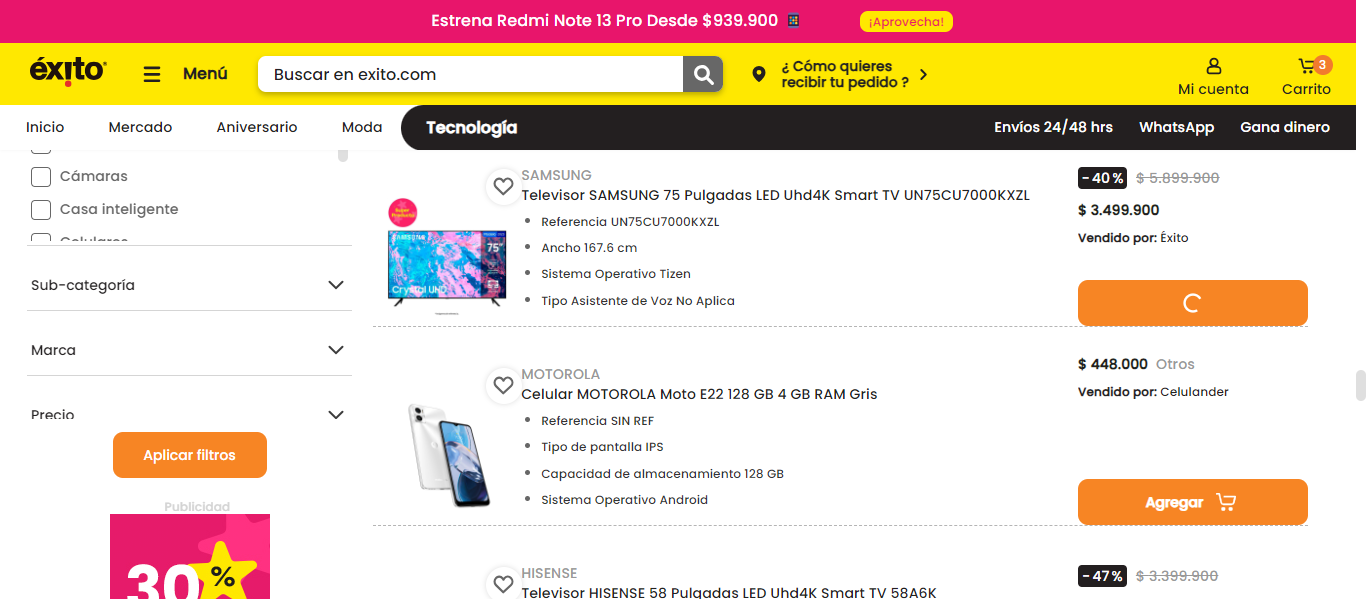 Estrena Redmi Note 13 Pro Desde $939.900
¡Aprovecha!
éxito
Menú
Buscar en exito.com
¿ Cómo quieres
recibir tu pedido ?
Mi cuenta
3
Carrito
Inicio
Mercado
Aniversario
Moda
Tecnología
Envíos 24/48 hrs
WhatsApp
Gana dinero
Cámaras
Casa inteligente
Celulares
Sub-categoría
Marca
Precio
Aplicar filtros
Publicidad
30%
SAMSUNG
Televisor SAMSUNG 75 Pulgadas LED Uhd4K Smart TV UN75CU7000KXZL
Referencia UN75CU7000KXZL
Ancho 167.6 cm
Sistema Operativo Tizen
Tipo Asistente de Voz No Aplica
75"
Crystal UHD
- 40 %
$ 5.899.900
$ 3.499.900
Vendido por: Éxito
MOTOROLA
Celular MOTOROLA Moto E22 128 GB 4 GB RAM Gris
Referencia SIN REF
Tipo de pantalla IPS
Capacidad de almacenamiento 128 GB
Sistema Operativo Android
$ 448.000 Otros
Vendido por: Celulander
Agregar
HISENSE
Televisor HISENSE 58 Pulgadas LED Uhd4K Smart TV 58A6K
- 47 %
$ 3.399.900